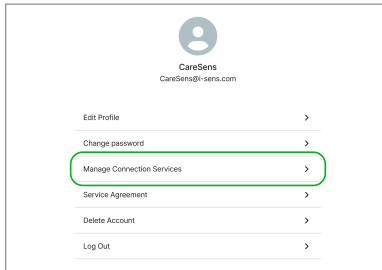 CareSens
CareSens@i-sens.com
Edit Profile
Change password
Manage Connection Services
Service Agreement
Delete Account
Log Out